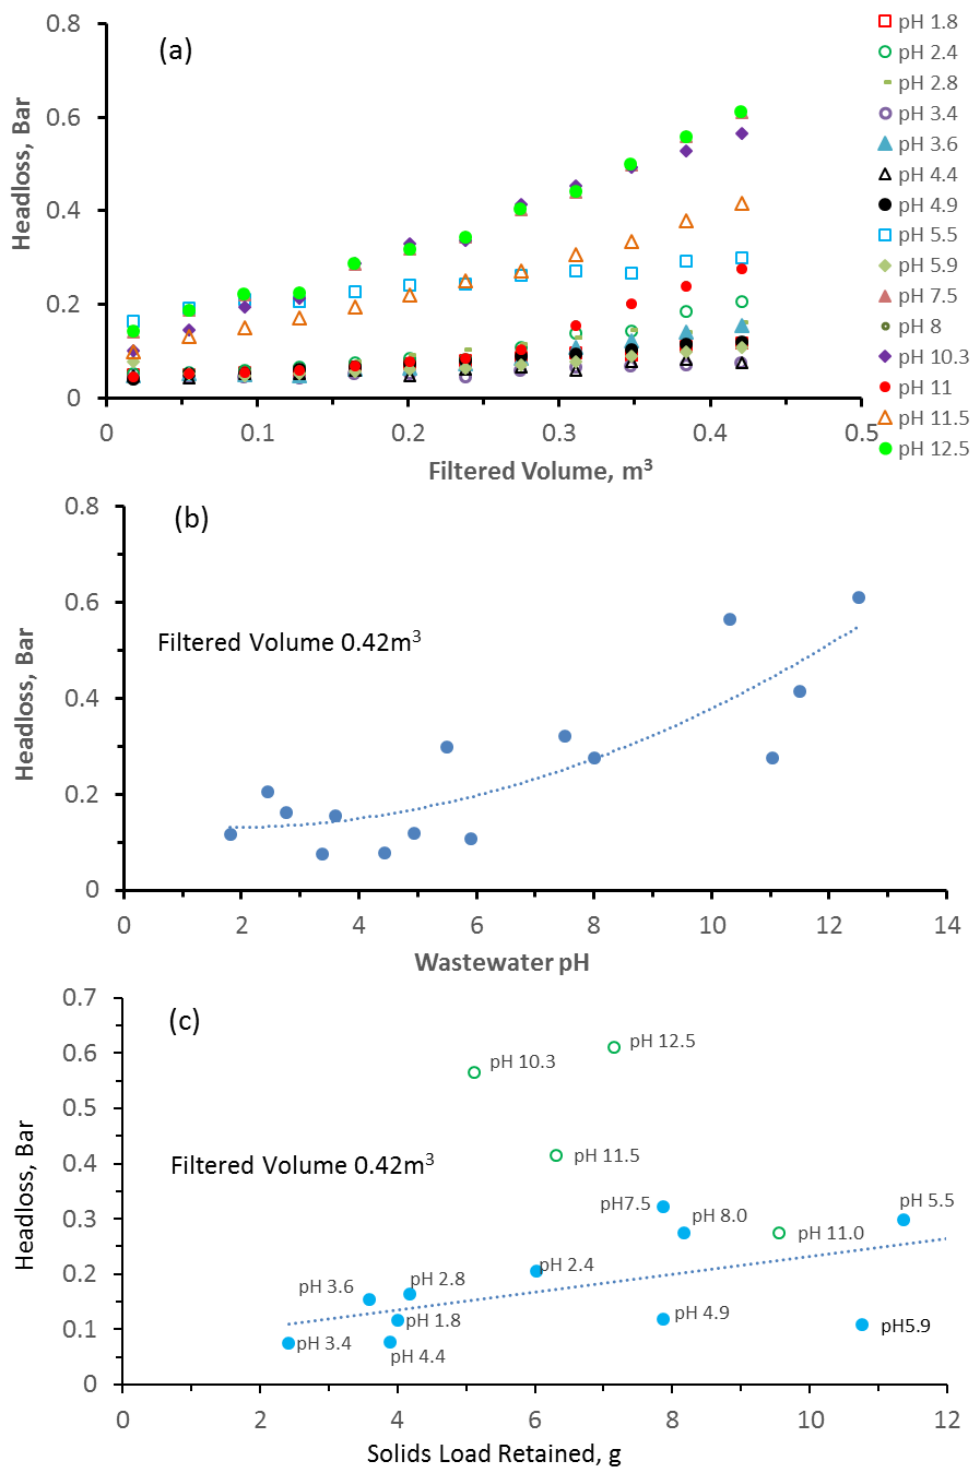 (a)
0.8
0.6
0.4
0.2
0
Headloss, Bar
0 0.1 0.2 0.3 0.4 0.5
Filtered Volume, m³
pH 1.8
pH 2.4
pH 2.8
pH 3.4
pH 3.6
pH 4.4
pH 4.9
pH 5.5
pH 5.9
pH 7.5
pH 8
pH 10.3
pH 11
pH 11.5
pH 12.5
(b)
0.8
0.6
0.4
0.2
0
Headloss, Bar
Filtered Volume 0.42m³
0 2 4 6 8 10 12 14
Wastewater pH
(c)
0.7
0.6
0.5
0.4
0.3
0.2
0.1
0
Headloss, Bar
pH 12.5
pH 10.3
Filtered Volume 0.42m³
pH 11.5
pH7.5
pH 8.0
pH 5.5
pH 11.0
pH 2.4
pH 2.8
pH 3.6
pH 1.8
pH 4.9
pH5.9
pH 3.4
pH 4.4
0 2 4 6 8 10 12
Solids Load Retained, g